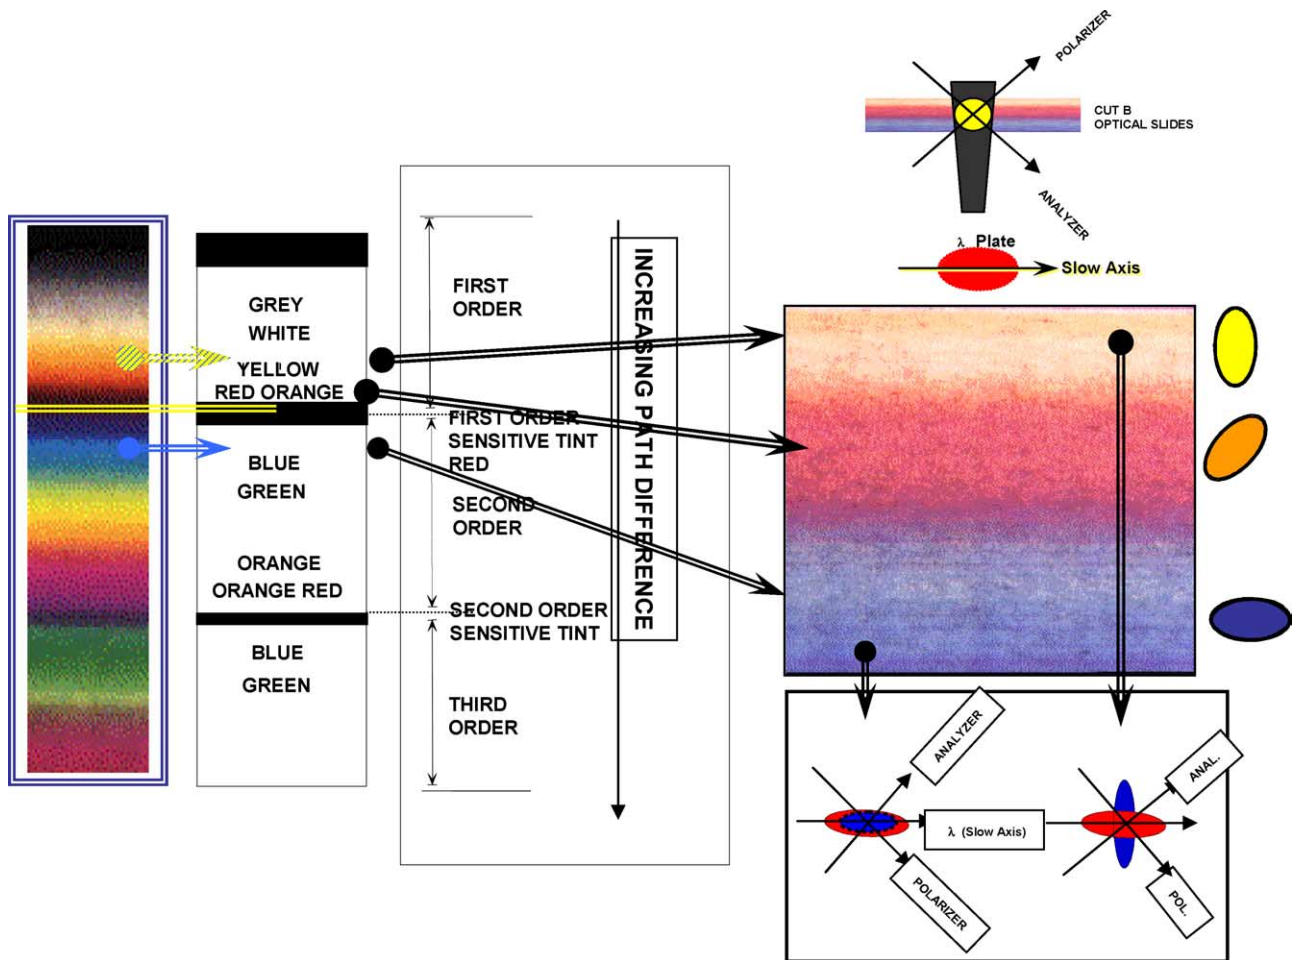 POLARIZER
CUT B
OPTICAL SLIDES
ANALYZER
λ Plate
Slow Axis
GREY
WHITE
YELLOW
RED ORANGE
BLUE
GREEN
ORANGE
ORANGE RED
BLUE
GREEN
FIRST
ORDER
FIRST ORDER
SENSITIVE TINT
RED
SECOND
ORDER
SECOND ORDER
SENSITIVE TINT
THIRD
ORDER
INCREASING PATH DIFFERENCE
ANALYZER
λ (Slow Axis)
POLARIZER
ANAL.
POL.